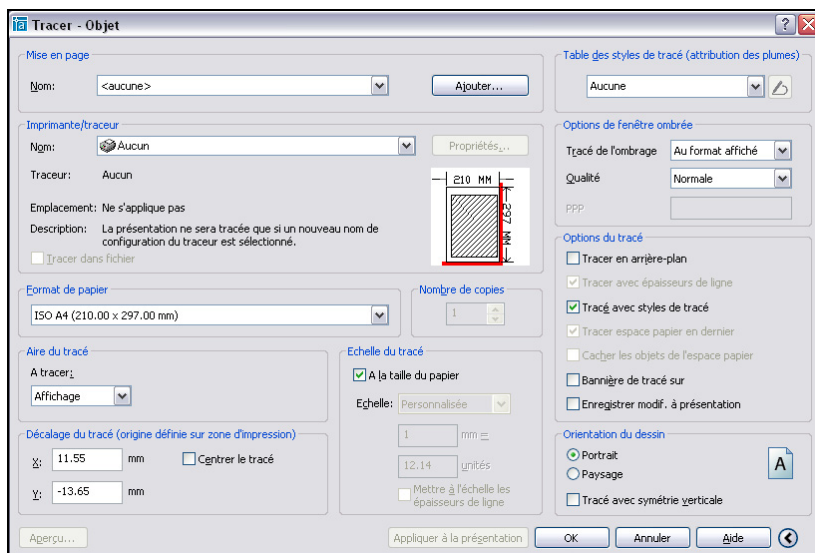 Tracer - Objet
Mise en page
Nom: <aucune> Ajouter...
Imprimante/traceur
Nom: Aucun Propriétés...
Traceur: Aucun
Emplacement: Ne s'applique pas
Description: La présentation ne sera tracée que si un nouveau nom de
configuration du traceur est sélectionné.
Tracer dans fichier
210 MM
297 MM
Format de papier
ISO A4 (210.00 x 297.00 mm)
Nombre de copies
1
Aire du tracé
A tracer:
Affichage
Echelle du tracé
A la taille du papier
Echelle: Personnalisée
1 mm =
12.14 unités
Mettre à l'échelle les
épaisseurs de ligne
Décalage du tracé (origine définie sur zone d'impression)
X: 11.55 mm Centrer le tracé
Y: -13.65 mm
Table des styles de tracé (attribution des plumes)
Aucune
Options de fenêtre ombrée
Tracé de l'ombrage Au format affiché
Qualité Normale
PPP
Options du tracé
Tracer en arrière-plan
Tracer avec épaisseurs de ligne
Tracé avec styles de tracé
Tracer espace papier en dernier
Cacher les objets de l'espace papier
Bannière de tracé sur
Enregistrer modif. à présentation
Orientation du dessin
Portrait
Paysage
A
Tracé avec symétrie verticale
Aperçu... Appliquer à la présentation OK Annuler Aide